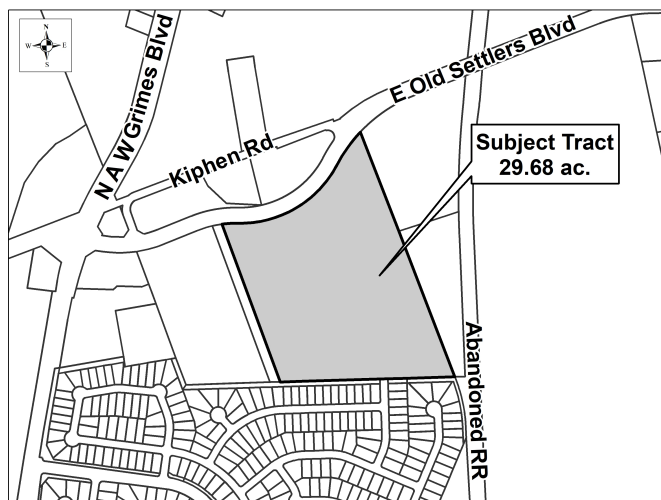 N
W E
S
N A W Grimes Blvd
Kiphen Rd
E Old Settlers Blvd
Subject Tract
29.68 ac.
Abandoned RR